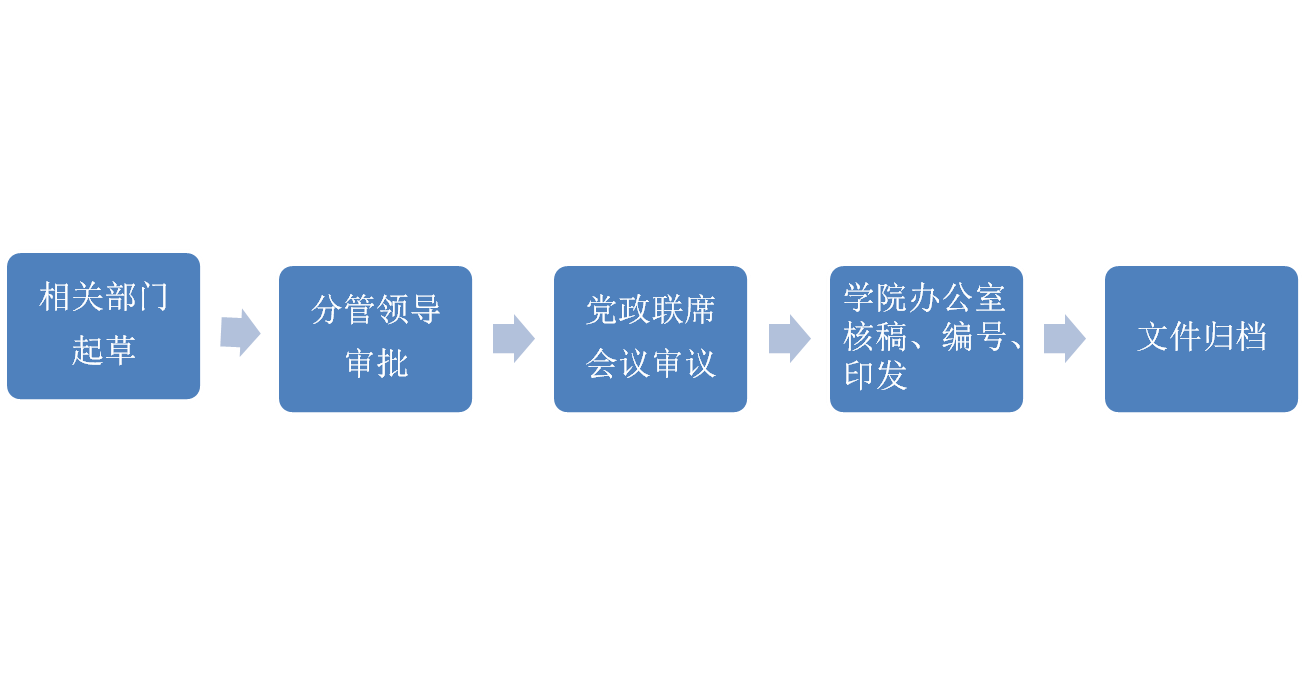 相关部门
起草
分管领导
审批
党政联席
会议审议
学院办公室
核稿、编号、
印发
文件归档